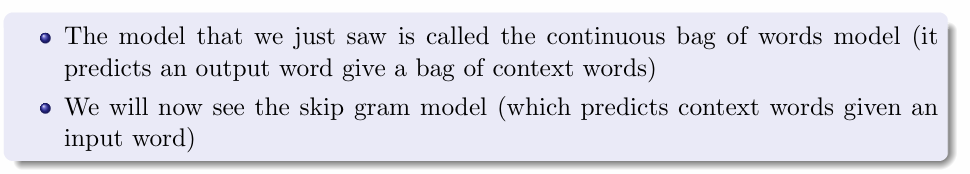 The model that we just saw is called the continuous bag of words model (it
predicts an output word give a bag of context words)
We will now see the skip gram model (which predicts context words given an
input word)